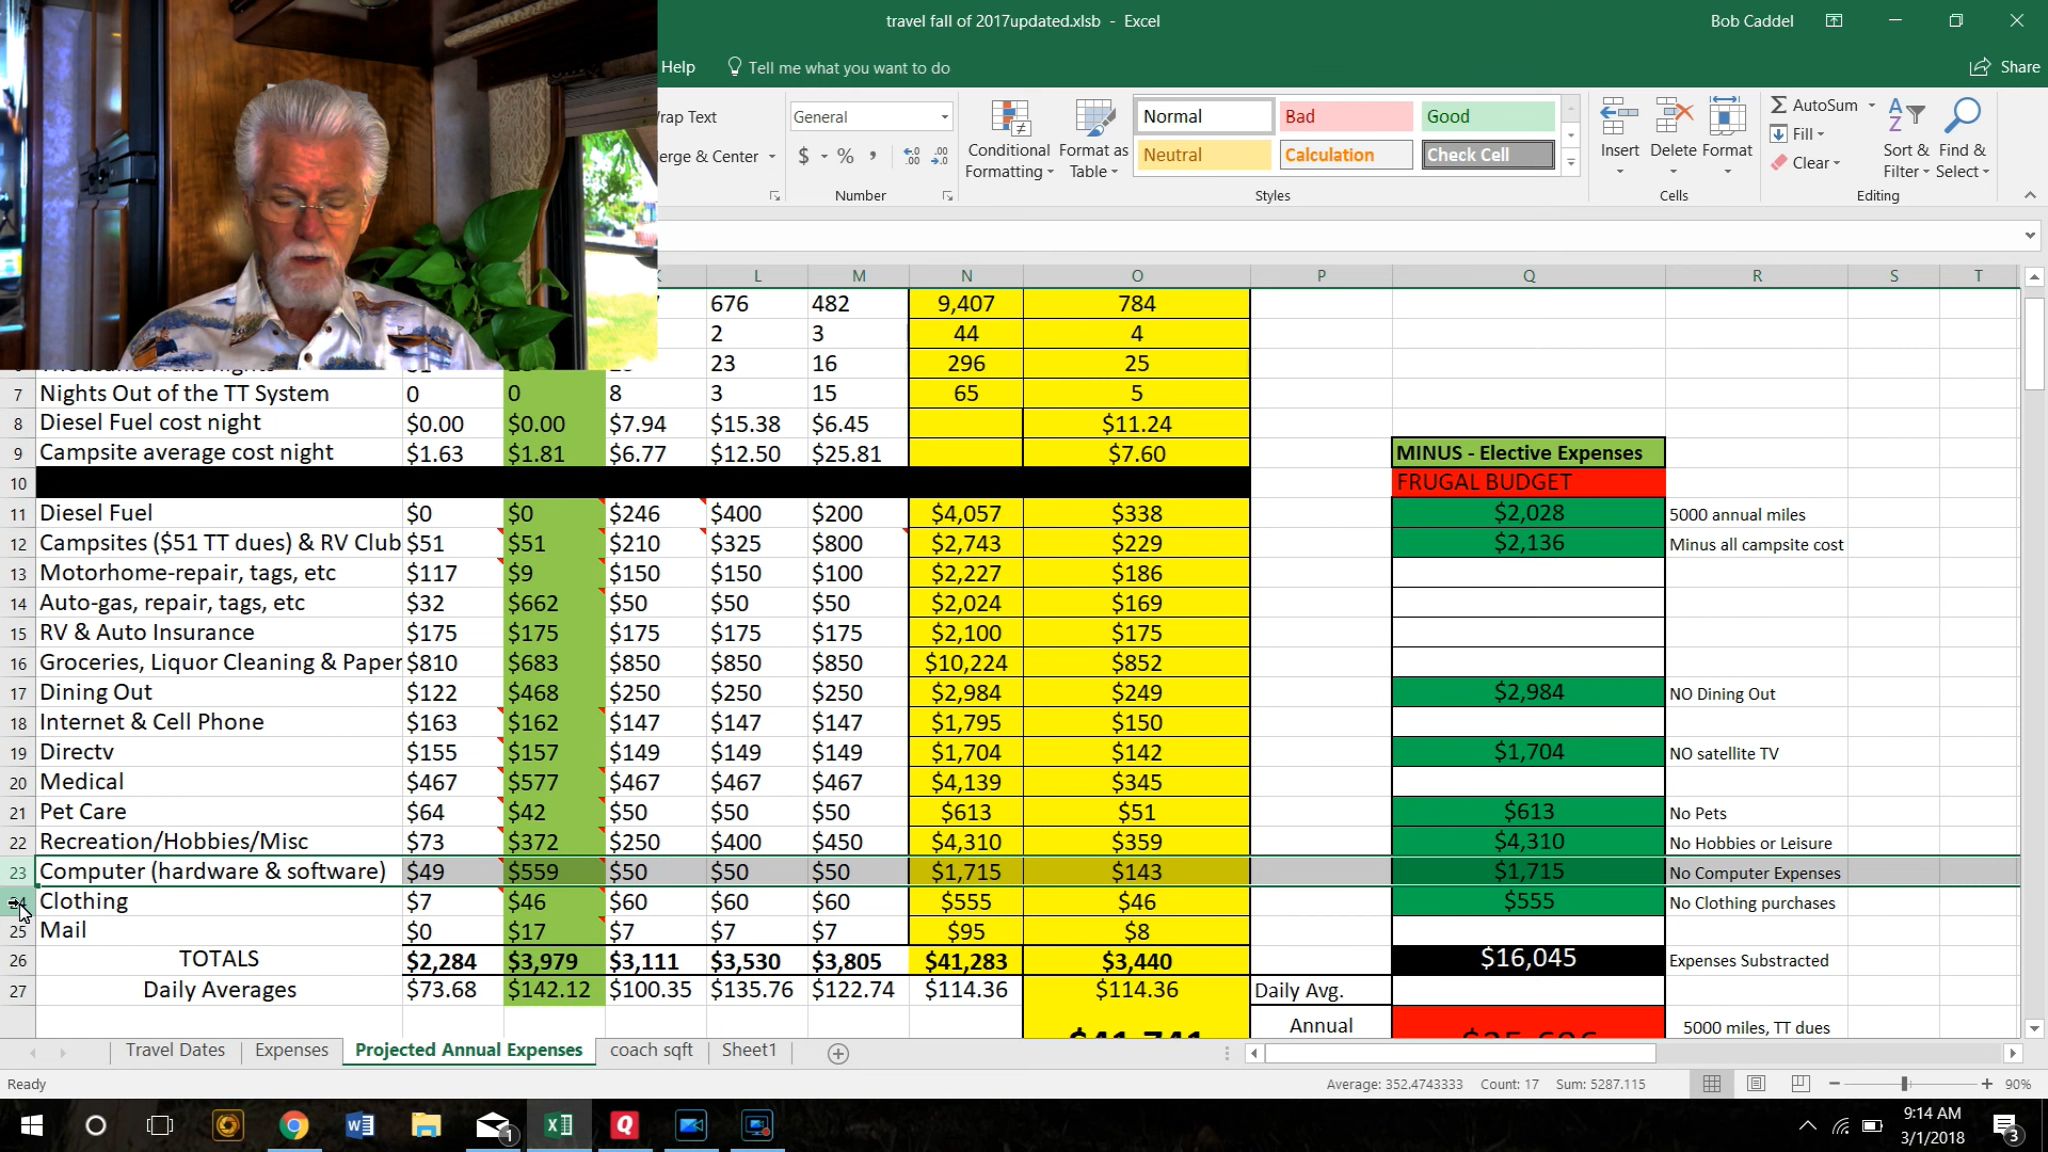 travel fall of 2017updated.xlsb - Excel
Bob Caddel
Help Tell me what you want to do
Share
rap Text
General
Conditional Formatting
Format as Table
Normal Bad Good
Neutral Calculation Check Cell
Insert Delete Format
AutoSum
Fill
Clear
Sort & Filter
Find & Select
erge & Center $ % ,
Number Styles Cells Editing
L M N O P Q R S T
676 482 9,407 784
2 3 44 4
23 16 296 25
7 Nights Out of the TT System 0 0 8 3 15 65 5
8 Diesel Fuel cost night $0.00 $0.00 $7.94 $15.38 $6.45 $11.24
9 Campsite average cost night $1.63 $1.81 $6.77 $12.50 $25.81 $7.60 MINUS - Elective Expenses
10 FRUGAL BUDGET
11 Diesel Fuel $0 $0 $246 $400 $200 $4,057 $338 $2,028 5000 annual miles
12 Campsites ($51 TT dues) & RV Club $51 $51 $210 $325 $800 $2,743 $229 $2,136 Minus all campsite cost
13 Motorhome-repair, tags, etc $117 $9 $150 $150 $100 $2,227 $186
14 Auto-gas, repair, tags, etc $32 $662 $50 $50 $50 $2,024 $169
15 RV & Auto Insurance $175 $175 $175 $175 $175 $2,100 $175
16 Groceries, Liquor Cleaning & Paper $810 $683 $850 $850 $850 $10,224 $852
17 Dining Out $122 $468 $250 $250 $250 $2,984 $249 $2,984 NO Dining Out
18 Internet & Cell Phone $163 $162 $147 $147 $147 $1,795 $150
19 Directv $155 $157 $149 $149 $149 $1,704 $142 $1,704 NO satellite TV
20 Medical $467 $577 $467 $467 $467 $4,139 $345
21 Pet Care $64 $42 $50 $50 $50 $613 $51 $613 No Pets
22 Recreation/Hobbies/Misc $73 $372 $250 $400 $450 $4,310 $359 $4,310 No Hobbies or Leisure
23 Computer (hardware & software) $49 $559 $50 $50 $50 $1,715 $143 $1,715 No Computer Expenses
Clothing $7 $46 $60 $60 $60 $555 $46 $555 No Clothing purchases
25 Mail $0 $17 $7 $7 $7 $95 $8
26 TOTALS $2,284 $3,979 $3,111 $3,530 $3,805 $41,283 $3,440 $16,045 Expenses Substracted
27 Daily Averages $73.68 $142.12 $100.35 $135.76 $122.74 $114.36 $114.36 Daily Avg.
Annual 5000 miles, TT dues
Travel Dates Expenses Projected Annual Expenses coach sqft Sheet1
Ready Average: 352.4743333 Count: 17 Sum: 5287.115 90%
1
9:14 AM
3/1/2018
3